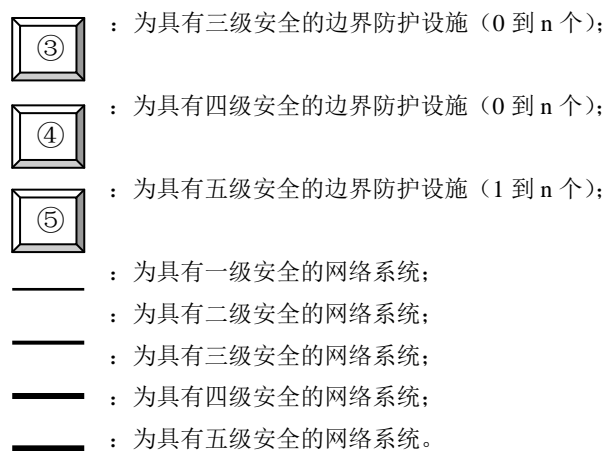 ③ ：为具有三级安全的边界防护设施（0 到 n 个）；
④ ：为具有四级安全的边界防护设施（0 到 n 个）；
⑤ ：为具有五级安全的边界防护设施（1 到 n 个）；
：为具有一级安全的网络系统；
：为具有二级安全的网络系统；
：为具有三级安全的网络系统；
：为具有四级安全的网络系统；
：为具有五级安全的网络系统。